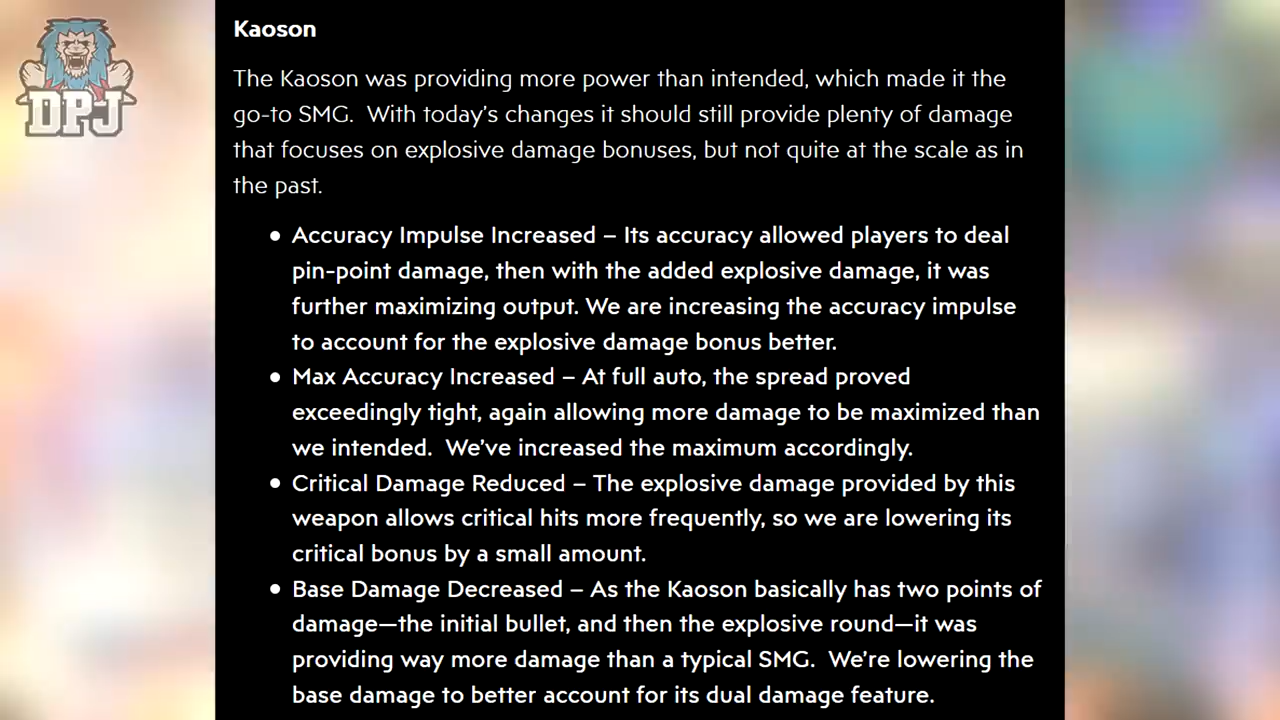 DPJ
Kaoson
The Kaoson was providing more power than intended, which made it the
go-to SMG.  With today's changes it should still provide plenty of damage
that focuses on explosive damage bonuses, but not quite at the scale as in
the past.
• Accuracy Impulse Increased – Its accuracy allowed players to deal
pin-point damage, then with the added explosive damage, it was
further maximizing output. We are increasing the accuracy impulse
to account for the explosive damage bonus better.
• Max Accuracy Increased – At full auto, the spread proved
exceedingly tight, again allowing more damage to be maximized than
we intended.  We've increased the maximum accordingly.
• Critical Damage Reduced – The explosive damage provided by this
weapon allows critical hits more frequently, so we are lowering its
critical bonus by a small amount.
• Base Damage Decreased – As the Kaoson basically has two points of
damage—the initial bullet, and then the explosive round—it was
providing way more damage than a typical SMG.  We're lowering the
base damage to better account for its dual damage feature.